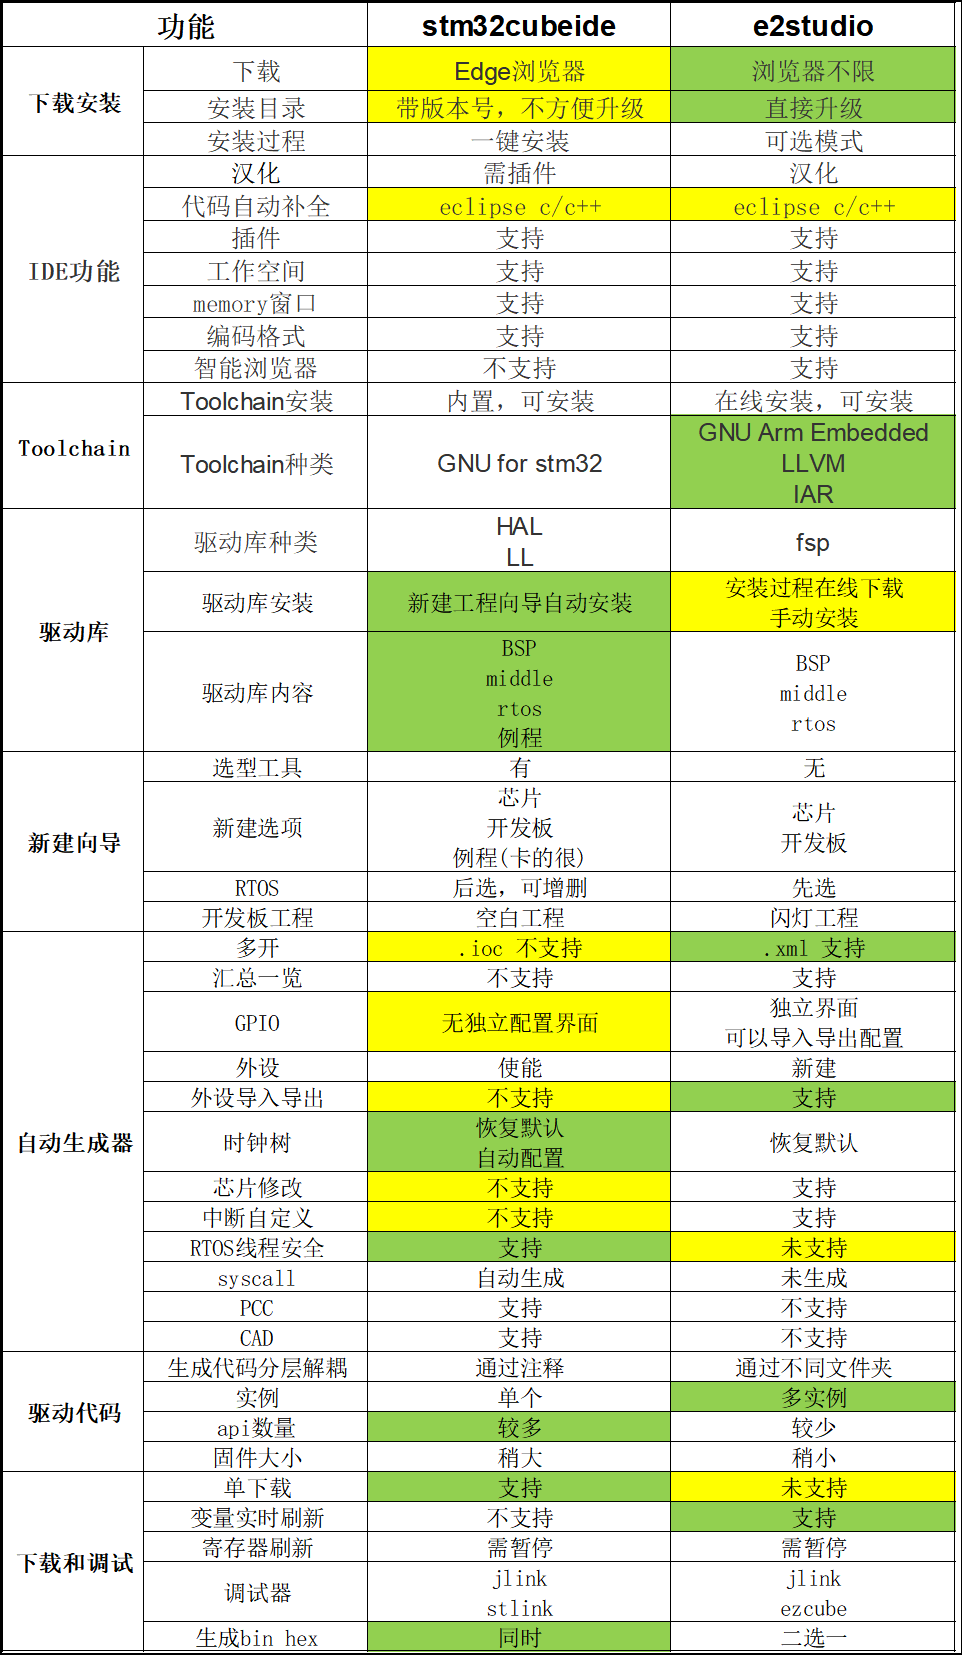 功能 stm32cubeide e2studio
下载安装
下载 Edge浏览器 浏览器不限
安装目录 带版本号，不方便升级 直接升级
安装过程 一键安装 可选模式
IDE功能
汉化 需插件 汉化
代码自动补全 eclipse c/c++ eclipse c/c++
插件 支持 支持
工作空间 支持 支持
memory窗口 支持 支持
编码格式 支持 支持
智能浏览器 不支持 支持
Toolchain
Toolchain安装 内置，可安装 在线安装，可安装
Toolchain种类 GNU for stm32
GNU Arm Embedded
LLVM
IAR
驱动库
驱动库种类
HAL
LL
fsp
驱动库安装 新建工程向导自动安装
安装过程在线下载
手动安装
驱动库内容
BSP
middle
rtos
例程
BSP
middle
rtos
新建向导
选型工具 有 无
新建选项
芯片
开发板
例程(卡的很)
芯片
开发板
RTOS 后选，可增删 先选
开发板工程 空白工程 闪灯工程
自动生成器
多开 .ioc 不支持 .xml 支持
汇总一览 不支持 支持
GPIO 无独立配置界面
独立界面
可以导入导出配置
外设 使能 新建
外设导入导出 不支持 支持
时钟树
恢复默认
自动配置
恢复默认
芯片修改 不支持 支持
中断自定义 不支持 支持
RTOS线程安全 支持 未支持
syscall 自动生成 未生成
PCC 支持 不支持
CAD 支持 不支持
驱动代码
生成代码分层解耦 通过注释 通过不同文件夹
实例 单个 多实例
api数量 较多 较少
固件大小 稍大 稍小
下载和调试
单下载 支持 未支持
变量实时刷新 不支持 支持
寄存器刷新 需暂停 需暂停
调试器
jlink
stlink
jlink
ezcube
生成bin hex 同时 二选一